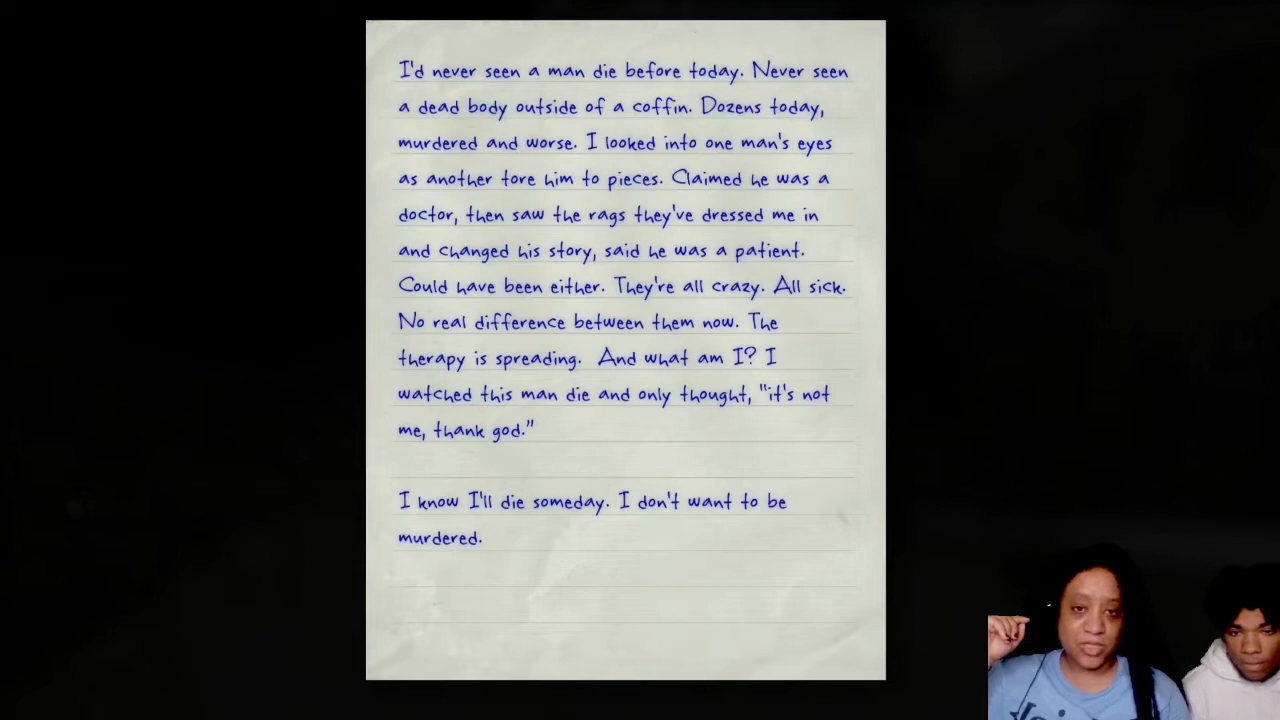 I'd never seen a man die before today. Never seen
a dead body outside of a coffin. Dozens today,
murdered and worse. I looked into one man's eyes
as another tore him to pieces. Claimed he was a
doctor, then saw the rags they've dressed me in
and changed his story, said he was a patient.
Could have been either. They're all crazy. All sick.
No real difference between them now. The
therapy is spreading. And what am I? I
watched this man die and only thought, "it's not
me, thank god."
I know I'll die someday. I don't want to be
murdered.